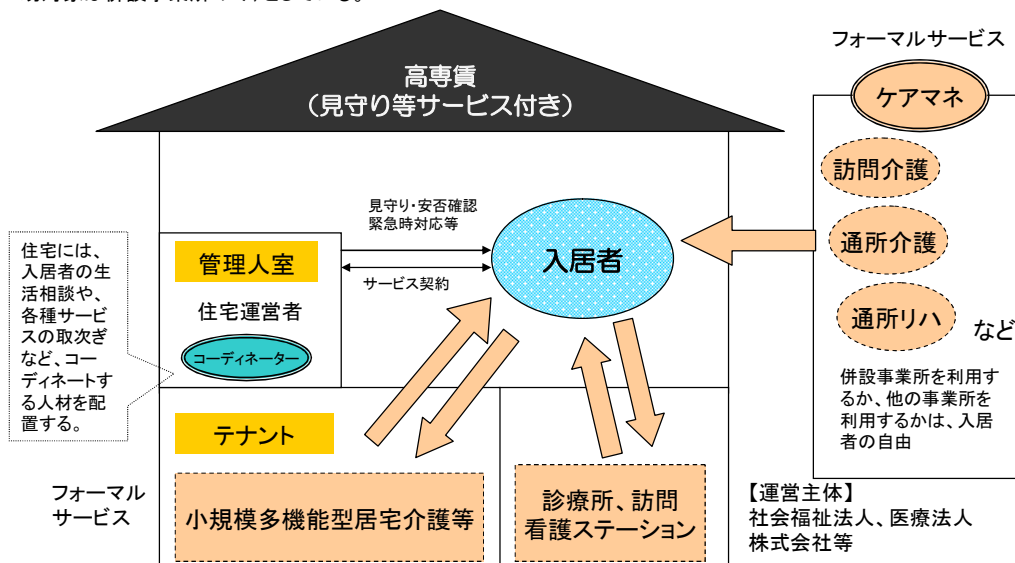 フォーマルサービス
高専賃
（見守り等サービス付き）
ケアマネ
訪問介護
通所介護
通所リハ
など
併設事業所を利用す
るか、他の事業所を
利用するかは、入居
者の自由
見守り・安否確認
緊急時対応等
サービス契約
入居者
管理人室
住宅運営者
コーディネーター
住宅には、
入居者の生
活相談や、
各種サービ
スの取次ぎ
など、コー
ディネートす
る人材を配
置する。
テナント
フォーマル
サービス
小規模多機能型居宅介護等
診療所、訪問
看護ステーション
【運営主体】
社会福祉法人、医療法人
株式会社等